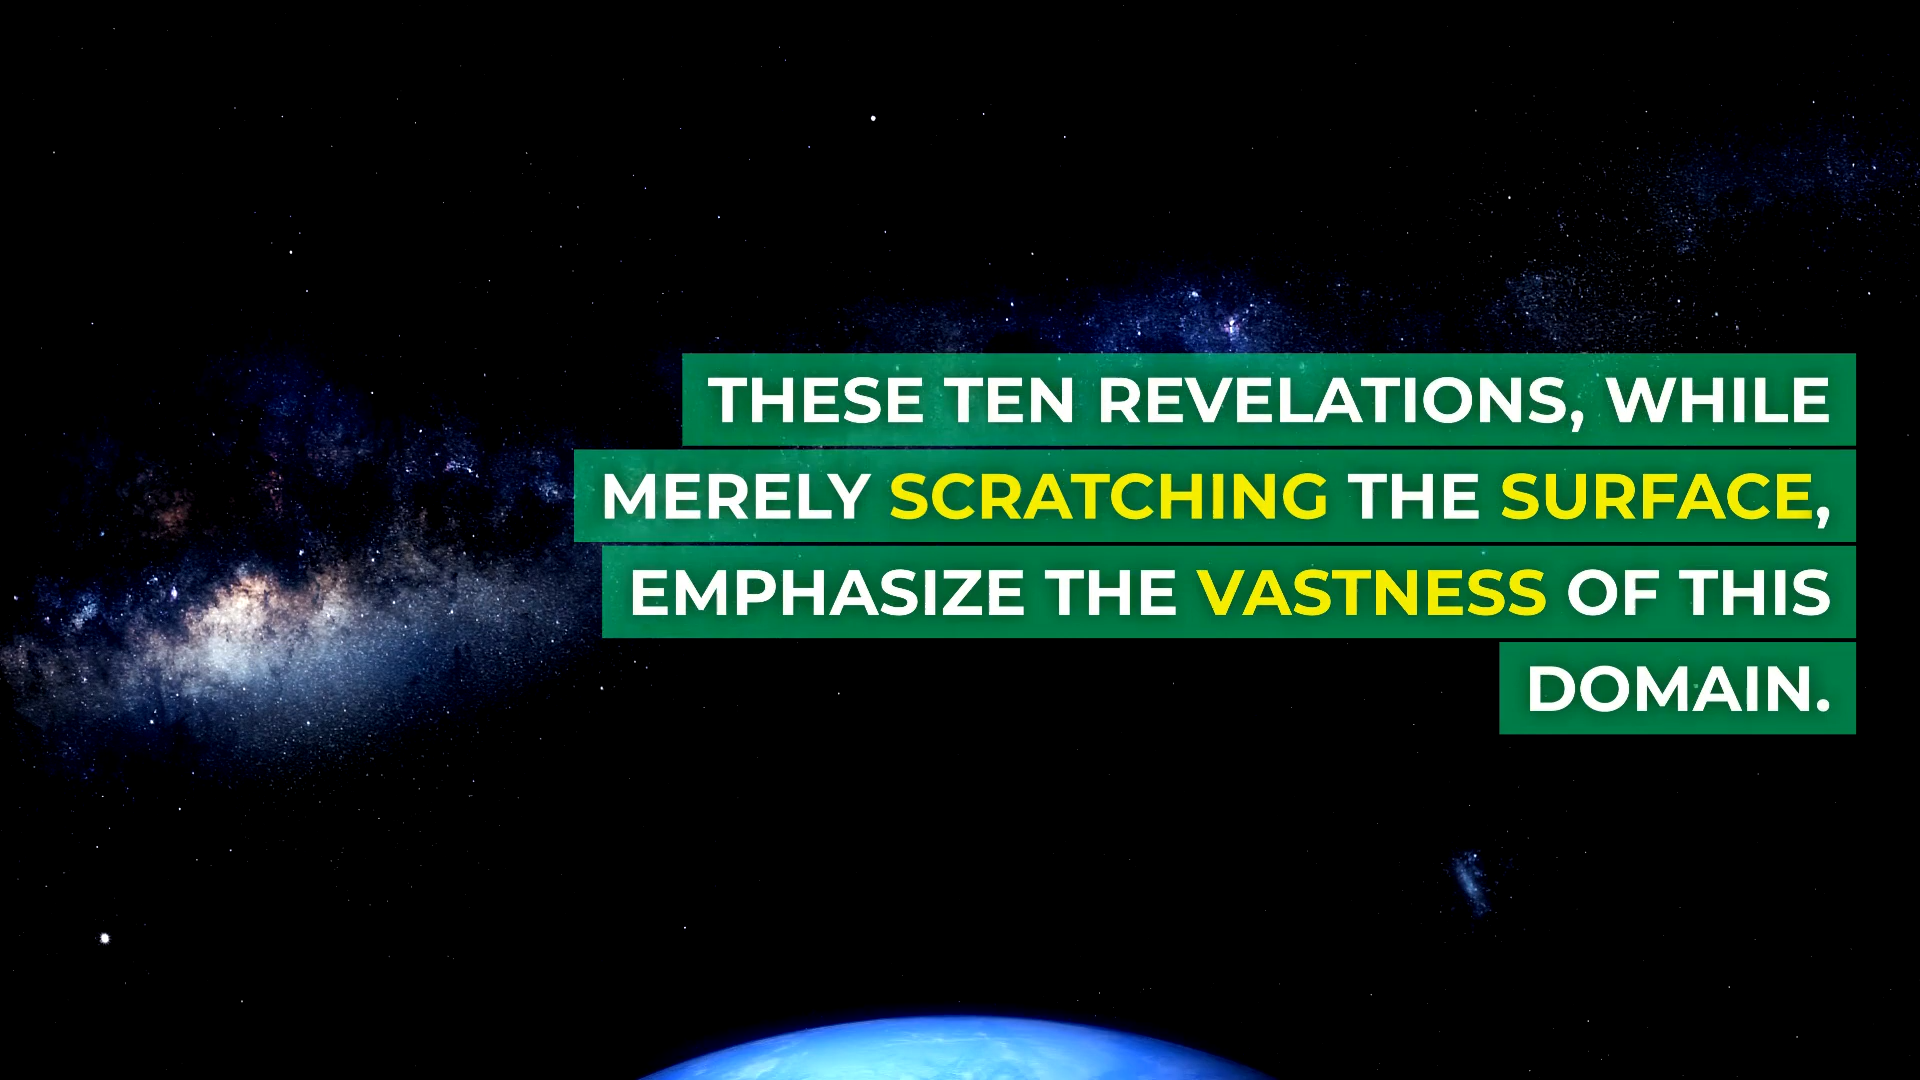 THESE TEN REVELATIONS, WHILE
MERELY SCRATCHING THE SURFACE,
EMPHASIZE THE VASTNESS OF THIS
DOMAIN.